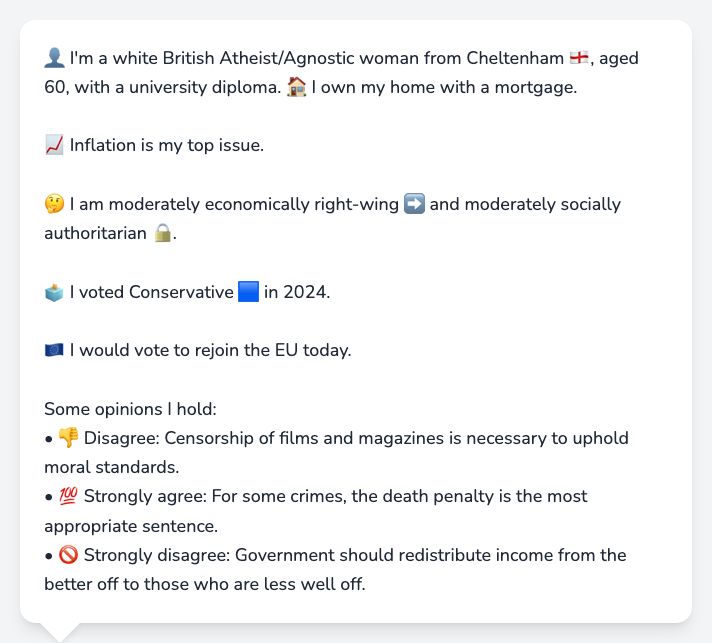 👤 I'm a white British Atheist/Agnostic woman from Cheltenham 🏴󠁧󠁢󠁥󠁮󠁧󠁿, aged
60, with a university diploma. 🏠 I own my home with a mortgage.
📈 Inflation is my top issue.
🤔 I am moderately economically right-wing ➡️ and moderately socially
authoritarian 🔒.
🗳️ I voted Conservative 🟦 in 2024.
🇪🇺 I would vote to rejoin the EU today.
Some opinions I hold:
• 👎 Disagree: Censorship of films and magazines is necessary to uphold
moral standards.
• 💯 Strongly agree: For some crimes, the death penalty is the most
appropriate sentence.
• 🚫 Strongly disagree: Government should redistribute income from the
better off to those who are less well off.